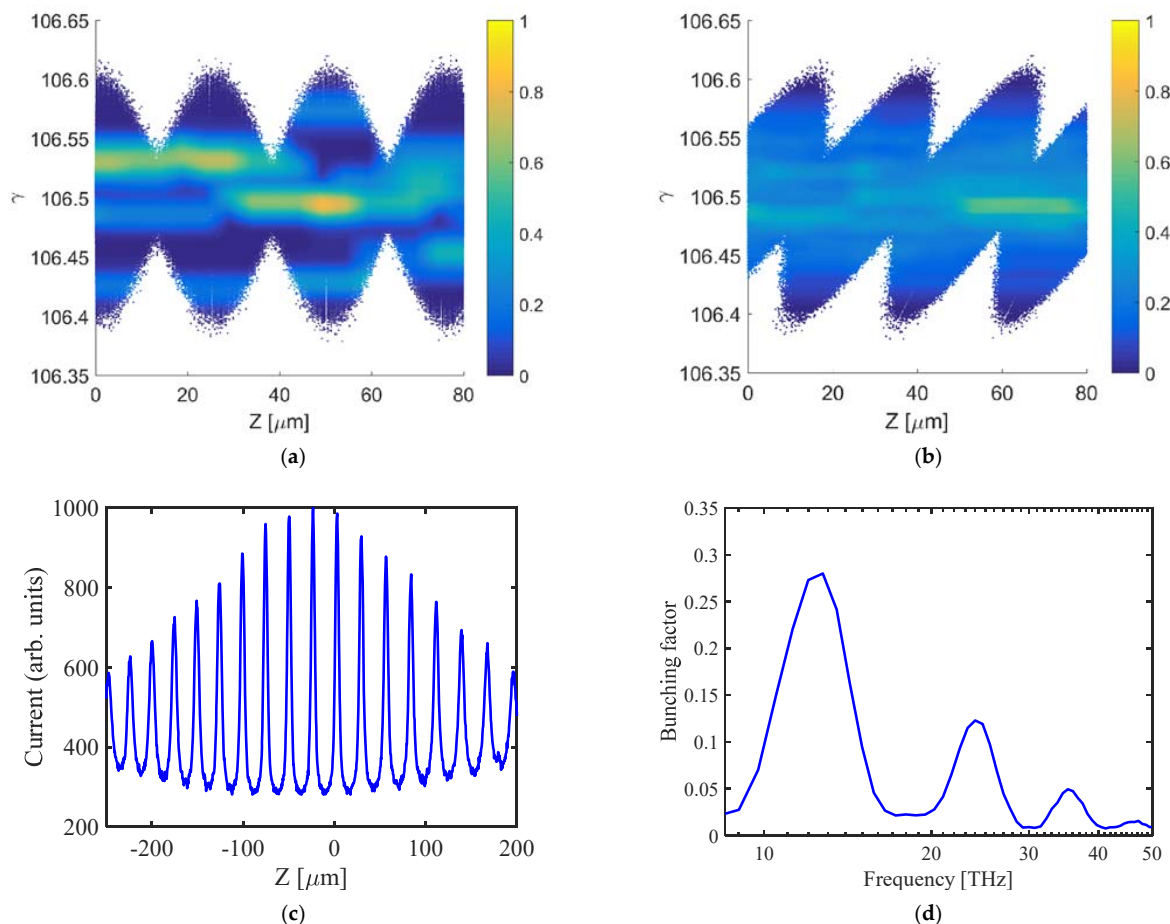 106.65
106.6
106.55
106.5
106.45
106.4
106.35
γ
0 20 40 60 80
Z [μm]
1
0.8
0.6
0.4
0.2
0
(a)
106.65
106.6
106.55
106.5
106.45
106.4
106.35
γ
0 20 40 60 80
Z [μm]
1
0.8
0.6
0.4
0.2
0
(b)
1000
800
600
400
200
Current (arb. units)
-200 -100 0 100 200
Z [μm]
(c)
0.35
0.3
0.25
0.2
0.15
0.1
0.05
0
Bunching factor
10 20 30 40 50
Frequency [THz]
(d)